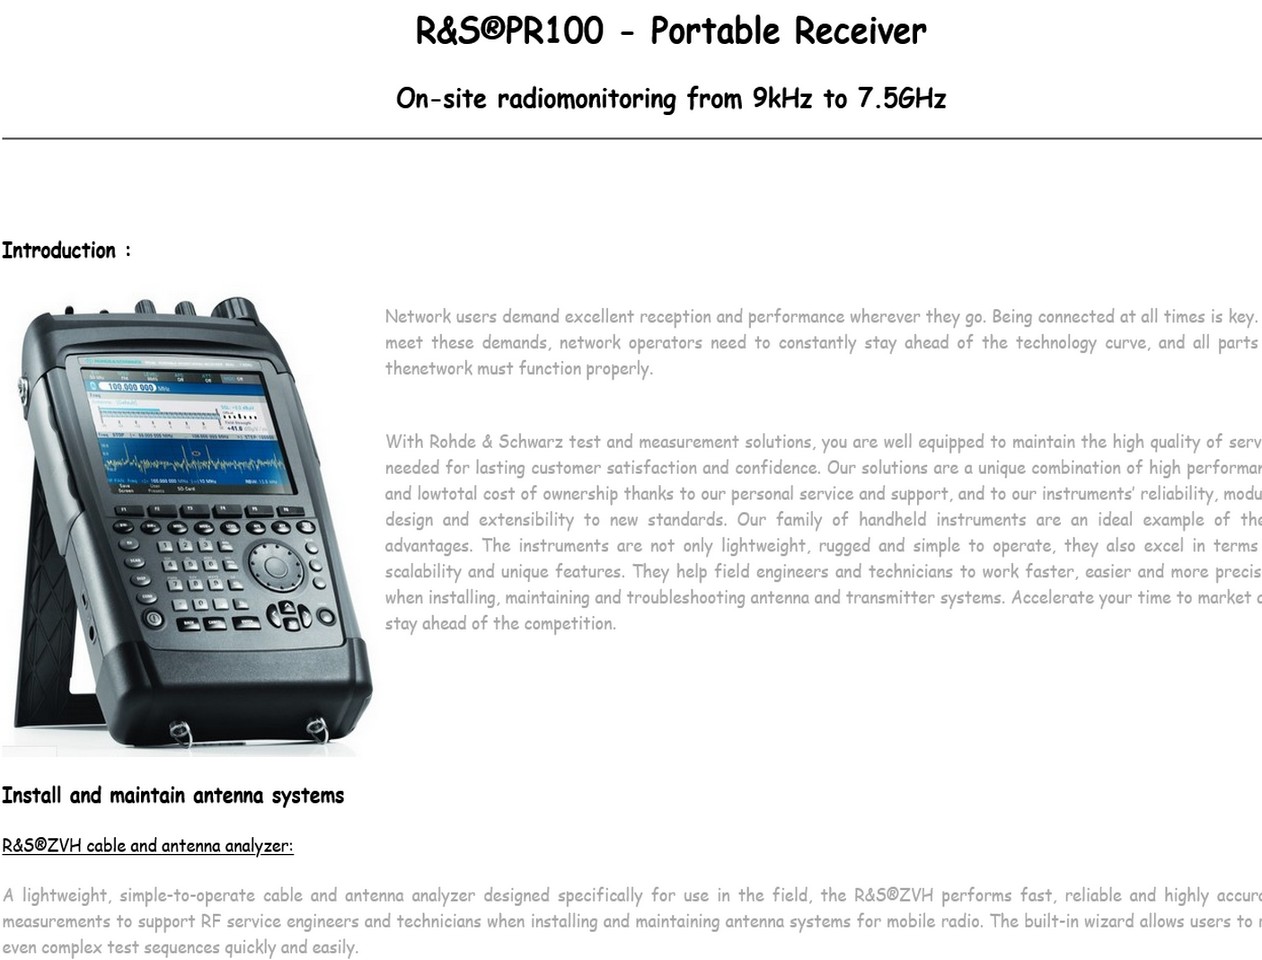 R&S®PR100 - Portable Receiver
On-site radiomonitoring from 9kHz to 7.5GHz
Introduction :
Network users demand excellent reception and performance wherever they go. Being connected at all times is key.
meet these demands, network operators need to constantly stay ahead of the technology curve, and all parts
thenetwork must function properly.
With Rohde & Schwarz test and measurement solutions, you are well equipped to maintain the high quality of serv
needed for lasting customer satisfaction and confidence. Our solutions are a unique combination of high performan
and lowtotal cost of ownership thanks to our personal service and support, and to our instruments' reliability, modu
design and extensibility to new standards. Our family of handheld instruments are an ideal example of the
advantages. The instruments are not only lightweight, rugged and simple to operate, they also excel in terms
scalability and unique features. They help field engineers and technicians to work faster, easier and more precis
when installing, maintaining and troubleshooting antenna and transmitter systems. Accelerate your time to market
stay ahead of the competition.
100.000 000 MHz
Install and maintain antenna systems
R&S®ZVH cable and antenna analyzer:
A lightweight, simple-to-operate cable and antenna analyzer designed specifically for use in the field, the R&S®ZVH performs fast, reliable and highly accur
measurements to support RF service engineers and technicians when installing and maintaining antenna systems for mobile radio. The built-in wizard allows users to
even complex test sequences quickly and easily.